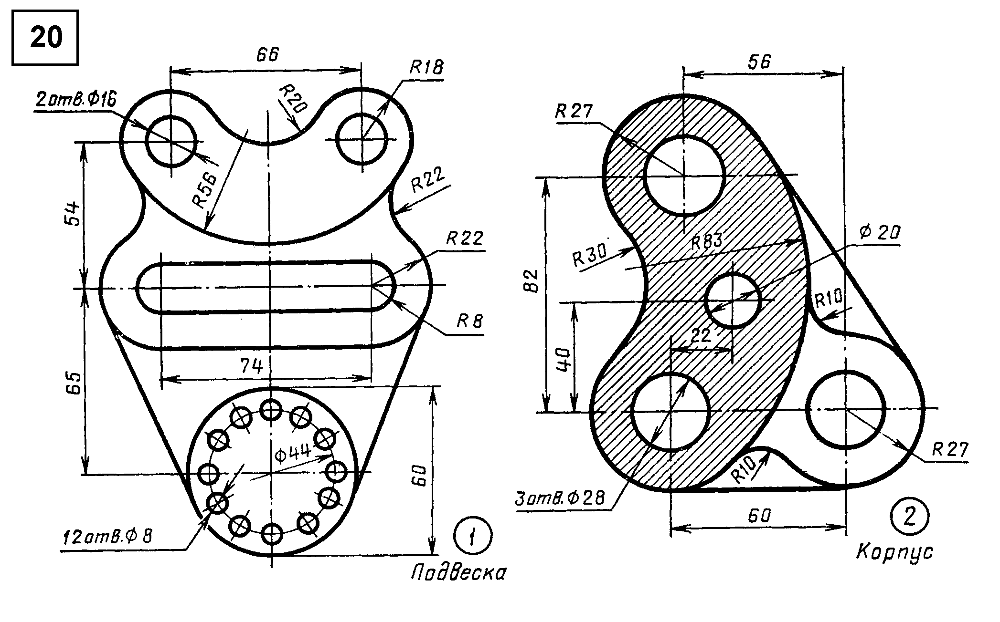 20
66
R18
2отв.Ф16
R20
R56
R22
54
R22
R8
74
65
Ф44
60
12отв.Ф8
1
Подвеска
56
R27
Ф20
R83
R30
82
R10
22
40
R10
R27
3отв.Ф28
60
2
Корпус